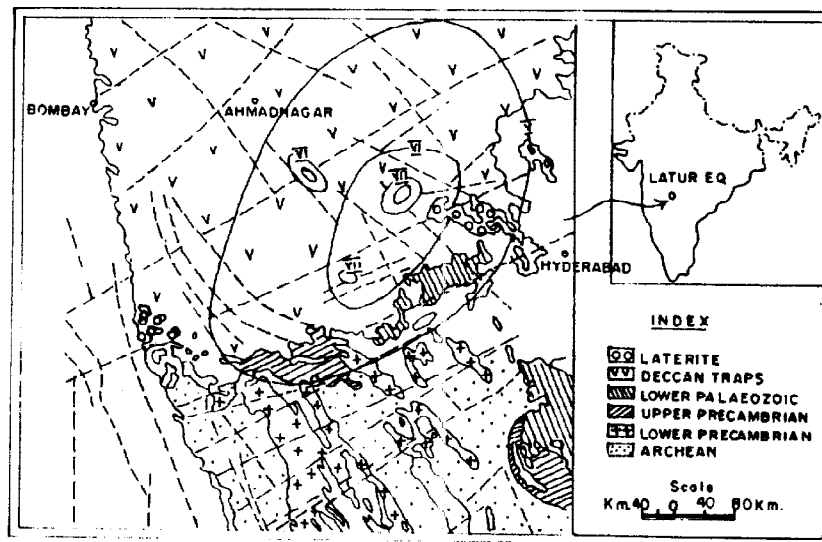 BOMBAY
AHMADNAGAR
VI
VI
VII
HYDERABAD
LATUR EQ
INDEX
LATERITE
DECCAN TRAPS
LOWER PALAEOZOIC
UPPER PRECAMBRIAN
LOWER PRECAMBRIAN
ARCHEAN
Scale
Km. 40 0 40 80 Km.